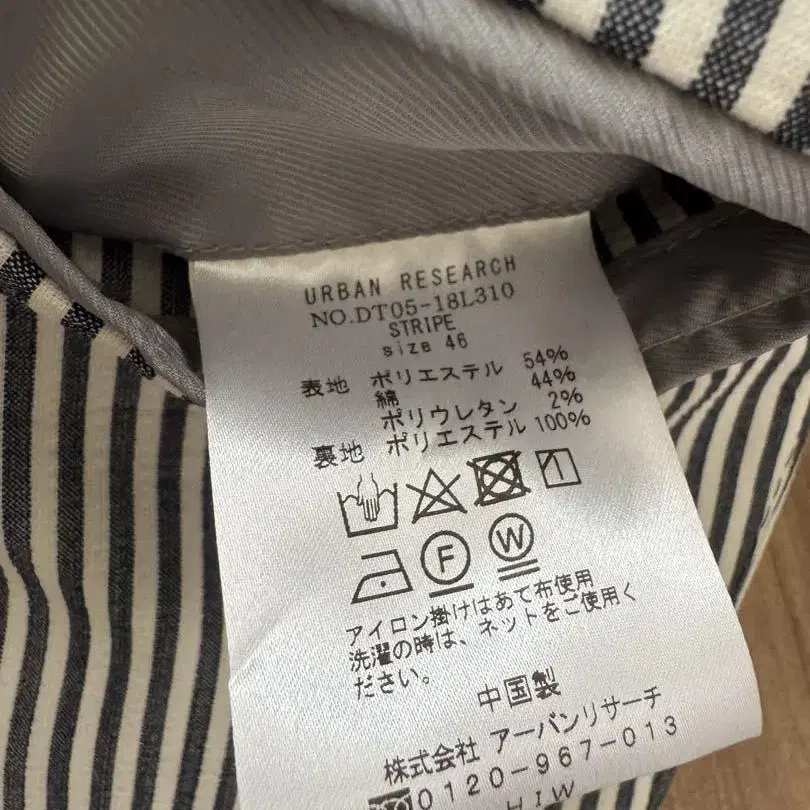 URBAN RESEARCH
NO.DT05-18L310
STRIPE
size 46
表地 ポリエステル 54%
綿 44%
ポリウレタン 2%
裏地 ポリエステル 100%
F W
アイロン掛けはあて布使用
洗濯の時は、ネットをご使用く
ださい。
中国製
株式会社 アーバンリサーチ
0120-967-013